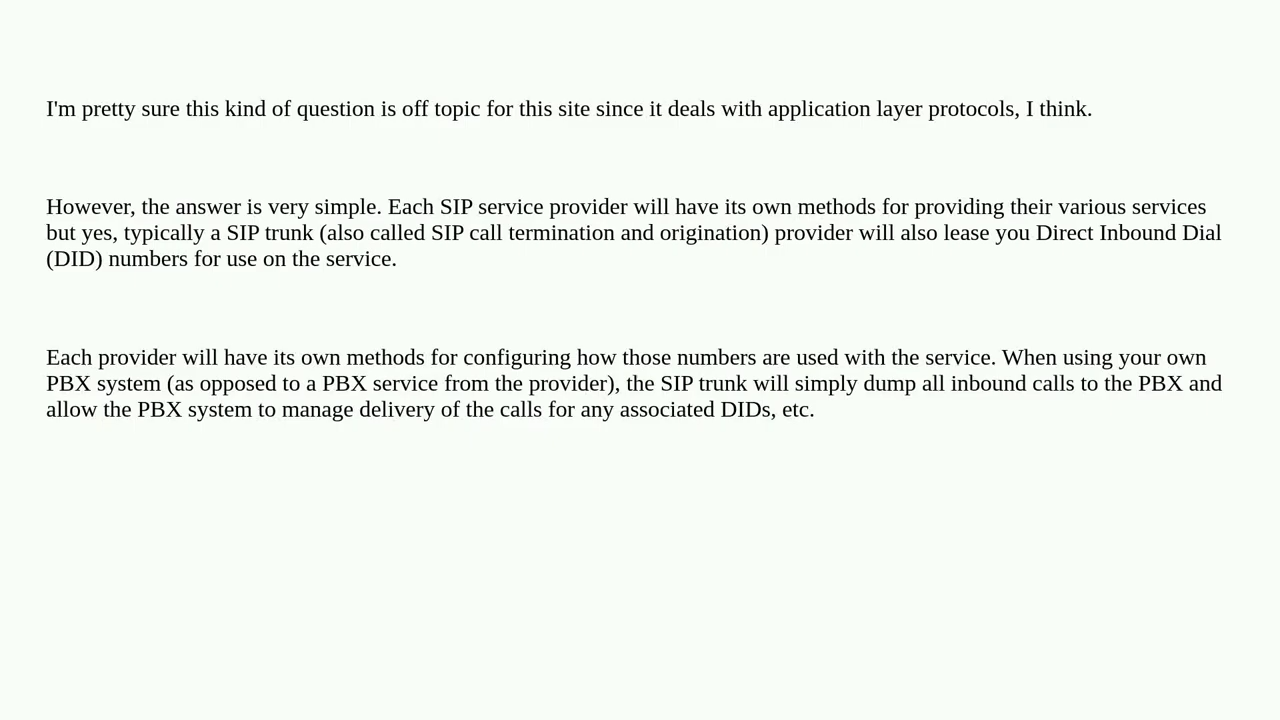 I'm pretty sure this kind of question is off topic for this site since it deals with application layer protocols, I think.
However, the answer is very simple. Each SIP service provider will have its own methods for providing their various services
but yes, typically a SIP trunk (also called SIP call termination and origination) provider will also lease you Direct Inbound Dial
(DID) numbers for use on the service.
Each provider will have its own methods for configuring how those numbers are used with the service. When using your own
PBX system (as opposed to a PBX service from the provider), the SIP trunk will simply dump all inbound calls to the PBX and
allow the PBX system to manage delivery of the calls for any associated DIDs, etc.